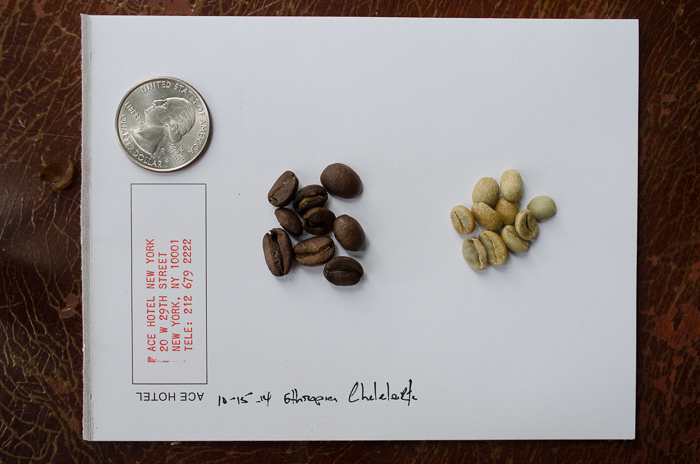 UNITED STATES OF AMERICA
LIBERTY
QUARTER DOLLAR
ACE HOTEL NEW YORK
20 W 29TH STREET
NEW YORK, NY 10001
TELE: 212 679 2222
ACE HOTEL
10-15-14 Ethiopian Chelelektu